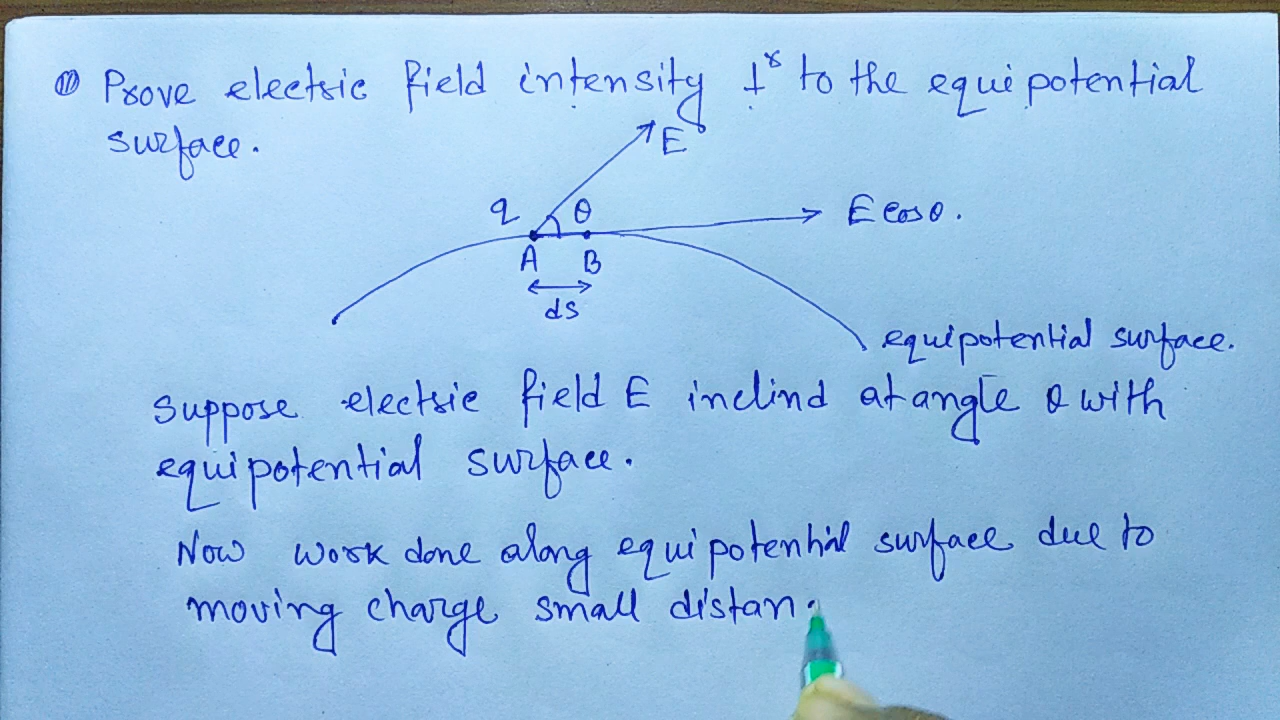 ⑪ Prove electric field intensity ⊥ʳ to the equipotential
surface.
E
q θ E cosθ.
A B
ds
equipotential surface.
Suppose electric field E inclind at angle θ with
equipotential surface.
Now work done along equipotential surface due to
moving charge small distan